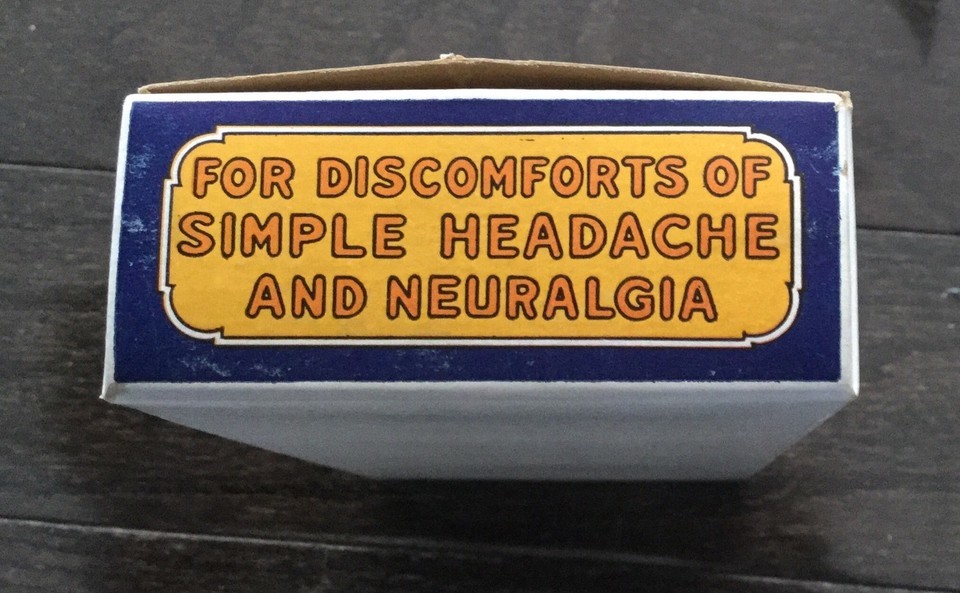 FOR DISCOMFORTS OF
SIMPLE HEADACHE
AND NEURALGIA